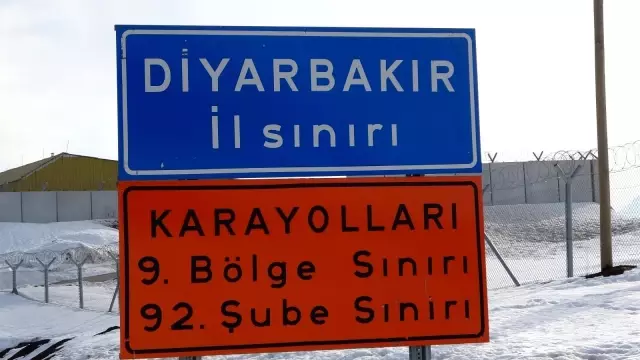 DİYARBAKIR
İl sınırı
KARAYOLLARI
9. Bölge Sınırı
92. Şube Sınırı